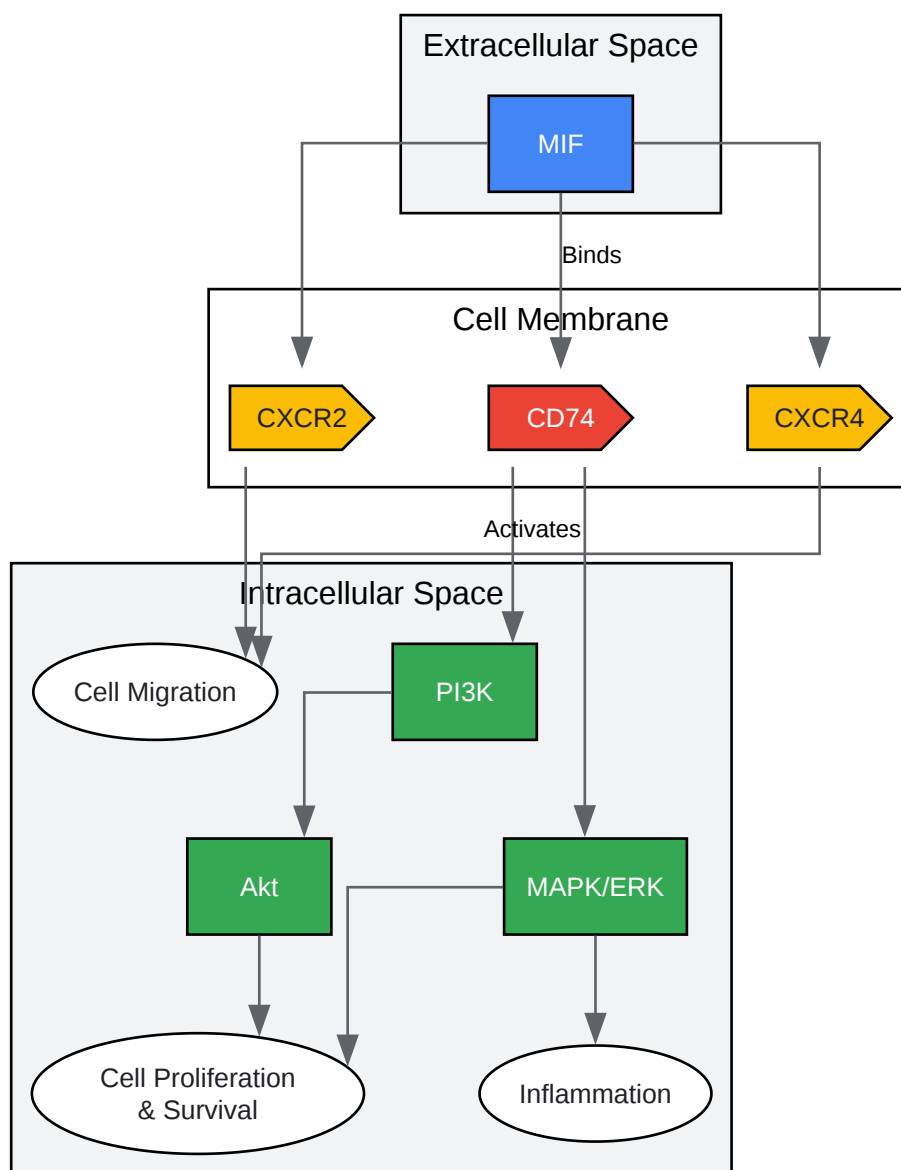 Extracellular Space
MIF
Binds
Cell Membrane
CXCR2
CD74
CXCR4
Activates
Intracellular Space
Cell Migration
PI3K
Akt
MAPK/ERK
Cell Proliferation
& Survival
Inflammation